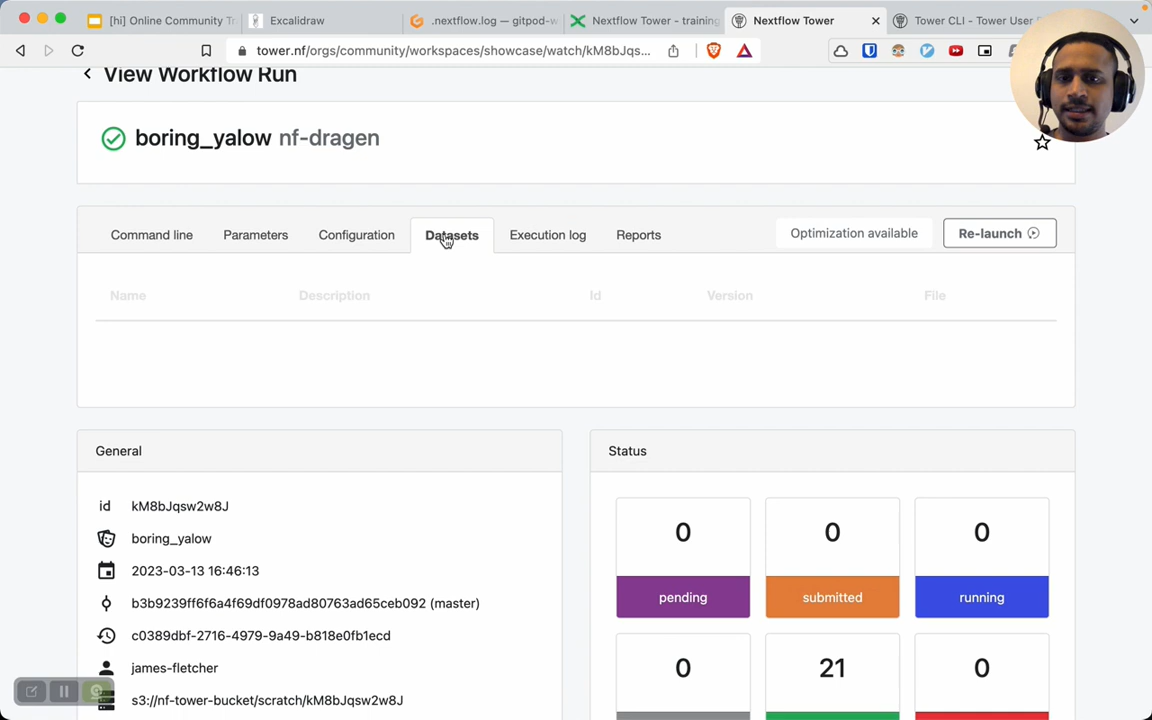 [hi] Online Community Tr
Excalidraw
.nextflow.log — gitpod-w
Nextflow Tower - training
Nextflow Tower
Tower CLI - Tower User
tower.nf/orgs/community/workspaces/showcase/watch/kM8bJqs...
View Workflow Run
boring_yalow nf-dragen
Command line Parameters Configuration Datasets Execution log Reports Optimization available Re-launch
Name Description Id Version File
General
id kM8bJqsw2w8J
boring_yalow
2023-03-13 16:46:13
b3b9239ff6f6a4f69df0978ad80763ad65ceb092 (master)
c0389dbf-2716-4979-9a49-b818e0fb1ecd
james-fletcher
s3://nf-tower-bucket/scratch/kM8bJqsw2w8J
Status
0 0 0
pending submitted running
0 21 0